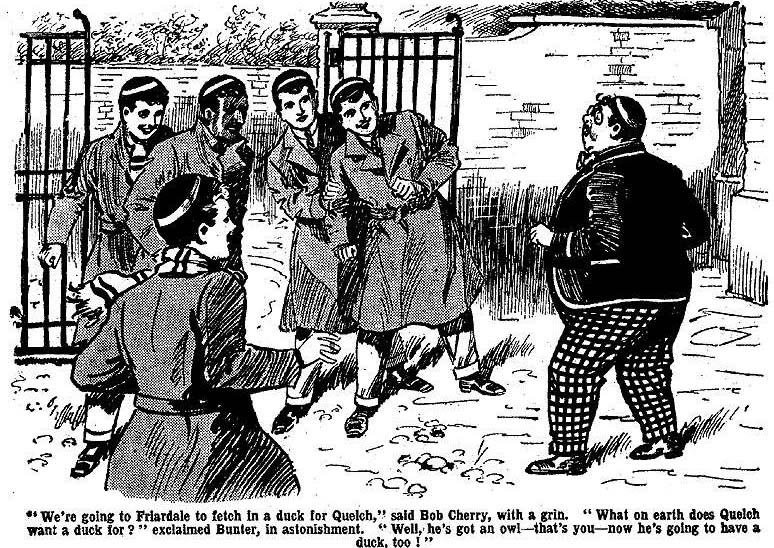 "We're going to Friardale to fetch in a duck for Quelch," said Bob Cherry, with a grin. "What on earth does Quelch
want a duck for?" exclaimed Bunter, in astonishment. "Well, he's got an owl—that's you—now he's going to have a
duck, too!"